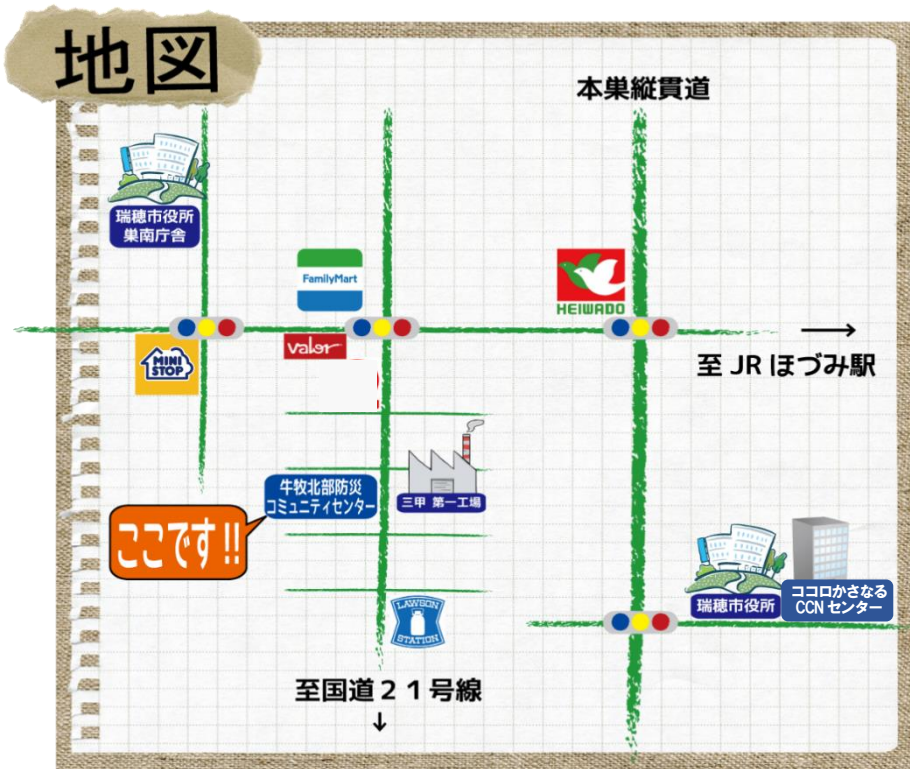 地図
本巣縦貫道
瑞穂市役所
巣南庁舎
FamilyMart
HEIWADO
valor
MINI
STOP
至 JR ほづみ駅
牛牧北部防災
コミュニティセンター
三甲 第一工場
ここです!!
瑞穂市役所
ココロかさなる
CCN センター
LAWSON
STATION
至国道21号線